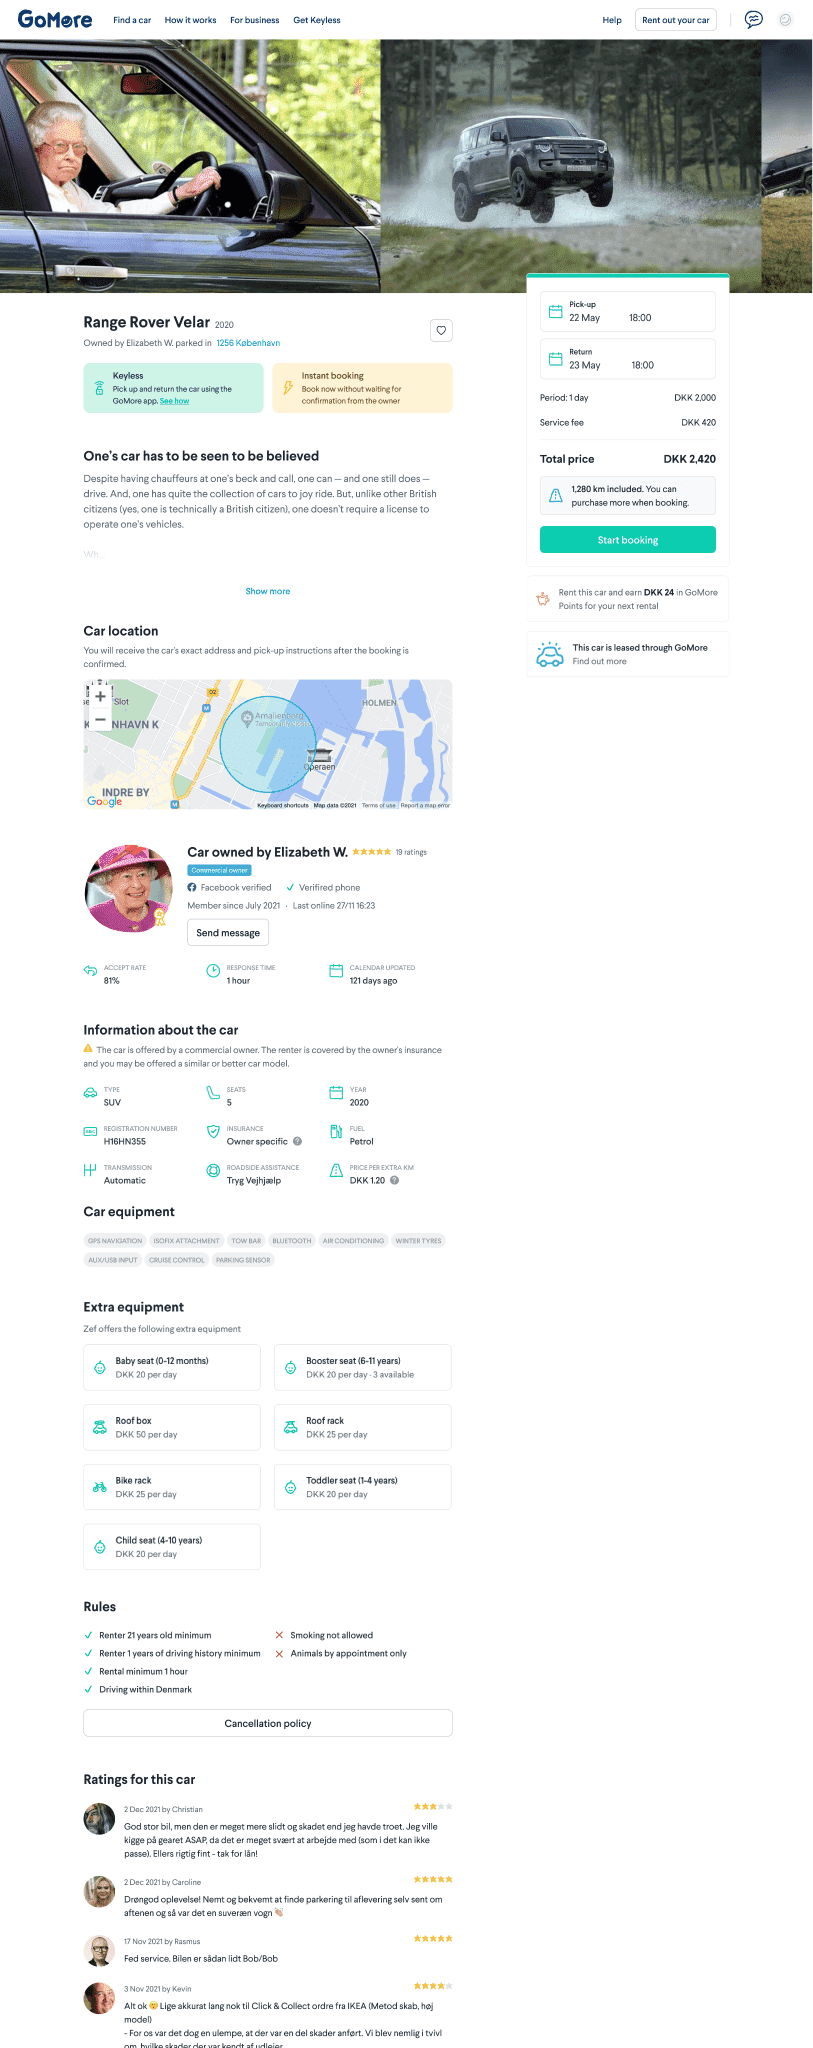 GoMore
Find a car
How it works
For business
Get Keyless
Help
Rent out your car
Range Rover Velar 2020
Owned by Elizabeth W. parked in 1256 København
Keyless
Pick up and return the car using the
GoMore app. See how
Instant booking
Book now without waiting for
confirmation from the owner
Pick-up
22 May 18:00
Return
23 May 18:00
Period: 1 day DKK 2,000
Service fee DKK 420
Total price DKK 2,420
1,280 km included. You can
purchase more when booking.
Start booking
Rent this car and earn DKK 24 in GoMore
Points for your next rental
This car is leased through GoMore
Find out more
One's car has to be seen to be believed
Despite having chauffeurs at one's beck and call, one can — and one still does —
drive. And, one has quite the collection of cars to joy ride. But, unlike other British
citizens (yes, one is technically a British citizen), one doesn't require a license to
operate one's vehicles.
Wh...
Show more
Car location
You will receive the car's exact address and pick-up instructions after the booking is
confirmed.
+
Slot
−
NHAVN K
02
M
Amalienborg
HOLMEN
Operaen
INDRE BY
M
Google
Keyboard shortcuts Map data ©2021 Terms of use Report a map error
Car owned by Elizabeth W. 19 ratings
Commercial owner
Facebook verified Verifired phone
Member since July 2021 · Last online 27/11 16:23
Send message
ACCEPT RATE
81%
RESPONSE TIME
1 hour
CALENDAR UPDATED
121 days ago
Information about the car
The car is offered by a commercial owner. The renter is covered by the owner's insurance
and you may be offered a similar or better car model.
TYPE
SUV
SEATS
5
YEAR
2020
REGISTRATION NUMBER
H16HN355
INSURANCE
Owner specific ?
FUEL
Petrol
TRANSMISSION
Automatic
ROADSIDE ASSISTANCE
Tryg Vejhjælp
PRICE PER EXTRA KM
DKK 1.20 ?
Car equipment
GPS NAVIGATION ISOFIX ATTACHMENT TOW BAR BLUETOOTH AIR CONDITIONING WINTER TYRES
AUX/USB INPUT CRUISE CONTROL PARKING SENSOR
Extra equipment
Zef offers the following extra equipment
Baby seat (0-12 months)
DKK 20 per day
Booster seat (6-11 years)
DKK 20 per day · 3 available
Roof box
DKK 50 per day
Roof rack
DKK 25 per day
Bike rack
DKK 25 per day
Toddler seat (1-4 years)
DKK 20 per day
Child seat (4-10 years)
DKK 20 per day
Rules
Renter 21 years old minimum
Renter 1 years of driving history minimum
Rental minimum 1 hour
Driving within Denmark
Smoking not allowed
Animals by appointment only
Cancellation policy
Ratings for this car
2 Dec 2021 by Christian
God stor bil, men den er meget mere slidt og skadet end jeg havde troet. Jeg ville
kigge på gearet ASAP, da det er meget svært at arbejde med (som i det kan ikke
passe). Ellers rigtig fint - tak for lån!
2 Dec 2021 by Caroline
Drøngod oplevelse! Nemt og bekvemt at finde parkering til aflevering selv sent om
aftenen og så var det en suveræn vogn 👏🏻
17 Nov 2021 by Rasmus
Fed service. Bilen er sådan lidt Bob/Bob
3 Nov 2021 by Kevin
Alt ok 😇 Lige akkurat lang nok til Click & Collect ordre fra IKEA (Metod skab, høj
model)
- For os var det dog en ulempe, at der var en del skader anført. Vi blev nemlig i tvivl
om, hvilke skader der var kendt af udlejer